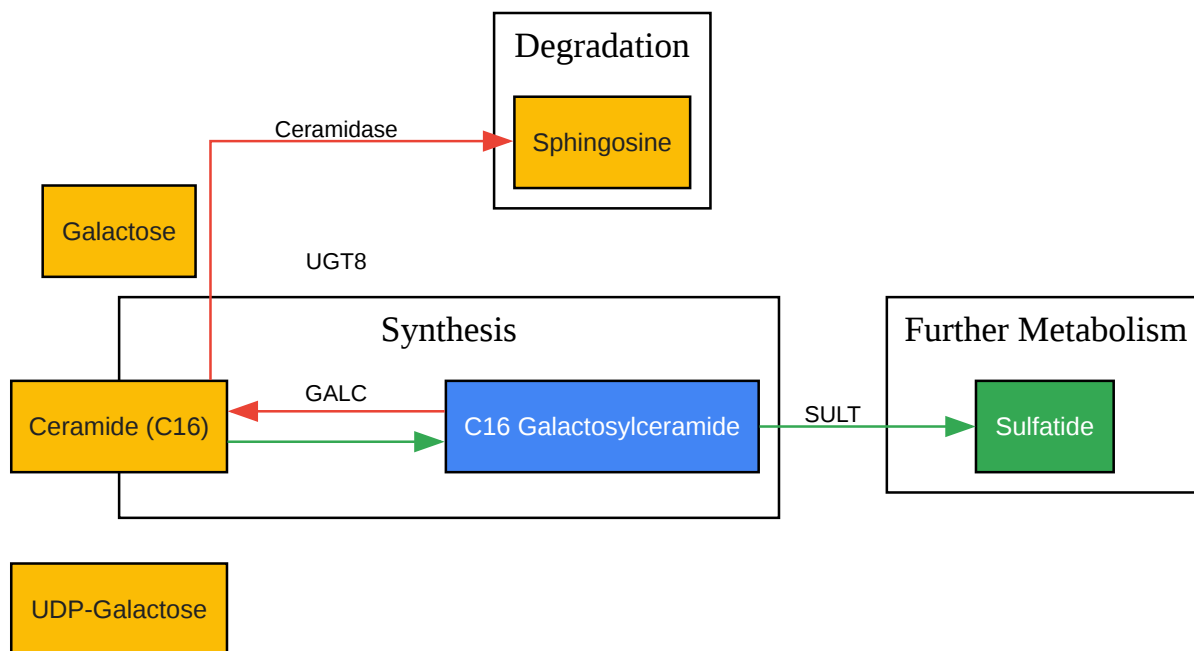 Degradation
Ceramidase
Sphingosine
Galactose
UGT8
Synthesis
Further Metabolism
GALC
Ceramide (C16)
C16 Galactosylceramide
SULT
Sulfatide
UDP-Galactose